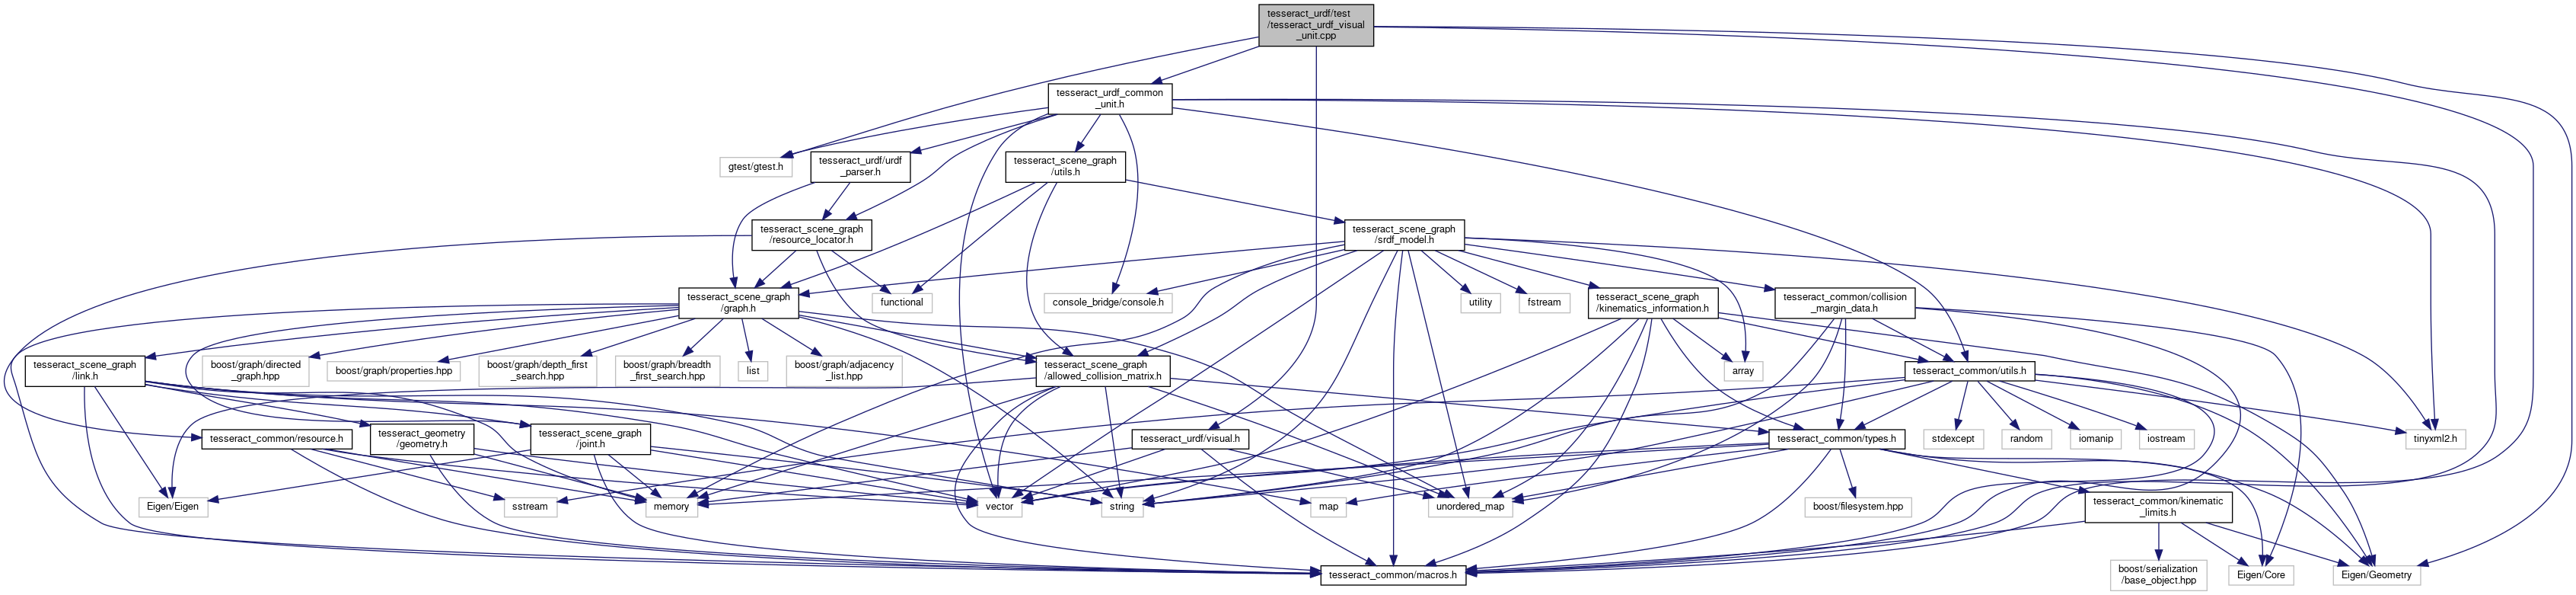 tesseract_urdf/test
/tesseract_urdf_visual
_unit.cpp
tesseract_urdf_common
_unit.h
gtest/gtest.h
tesseract_urdf/urdf
_parser.h
tesseract_scene_graph
/utils.h
tesseract_scene_graph
/resource_locator.h
tesseract_scene_graph
/srdf_model.h
tesseract_scene_graph
/graph.h
functional
console_bridge/console.h
utility
fstream
tesseract_scene_graph
/kinematics_information.h
tesseract_common/collision
_margin_data.h
tesseract_scene_graph
/link.h
boost/graph/directed
_graph.hpp
boost/graph/properties.hpp
boost/graph/depth_first
_search.hpp
boost/graph/breadth
_first_search.hpp
list
boost/graph/adjacency
_list.hpp
tesseract_scene_graph
/allowed_collision_matrix.h
array
tesseract_common/utils.h
tesseract_common/resource.h
tesseract_geometry
/geometry.h
tesseract_scene_graph
/joint.h
tesseract_urdf/visual.h
tesseract_common/types.h
stdexcept
random
iomanip
iostream
tinyxml2.h
Eigen/Eigen
sstream
memory
vector
string
map
unordered_map
boost/filesystem.hpp
tesseract_common/kinematic
_limits.h
tesseract_common/macros.h
boost/serialization
/base_object.hpp
Eigen/Core
Eigen/Geometry